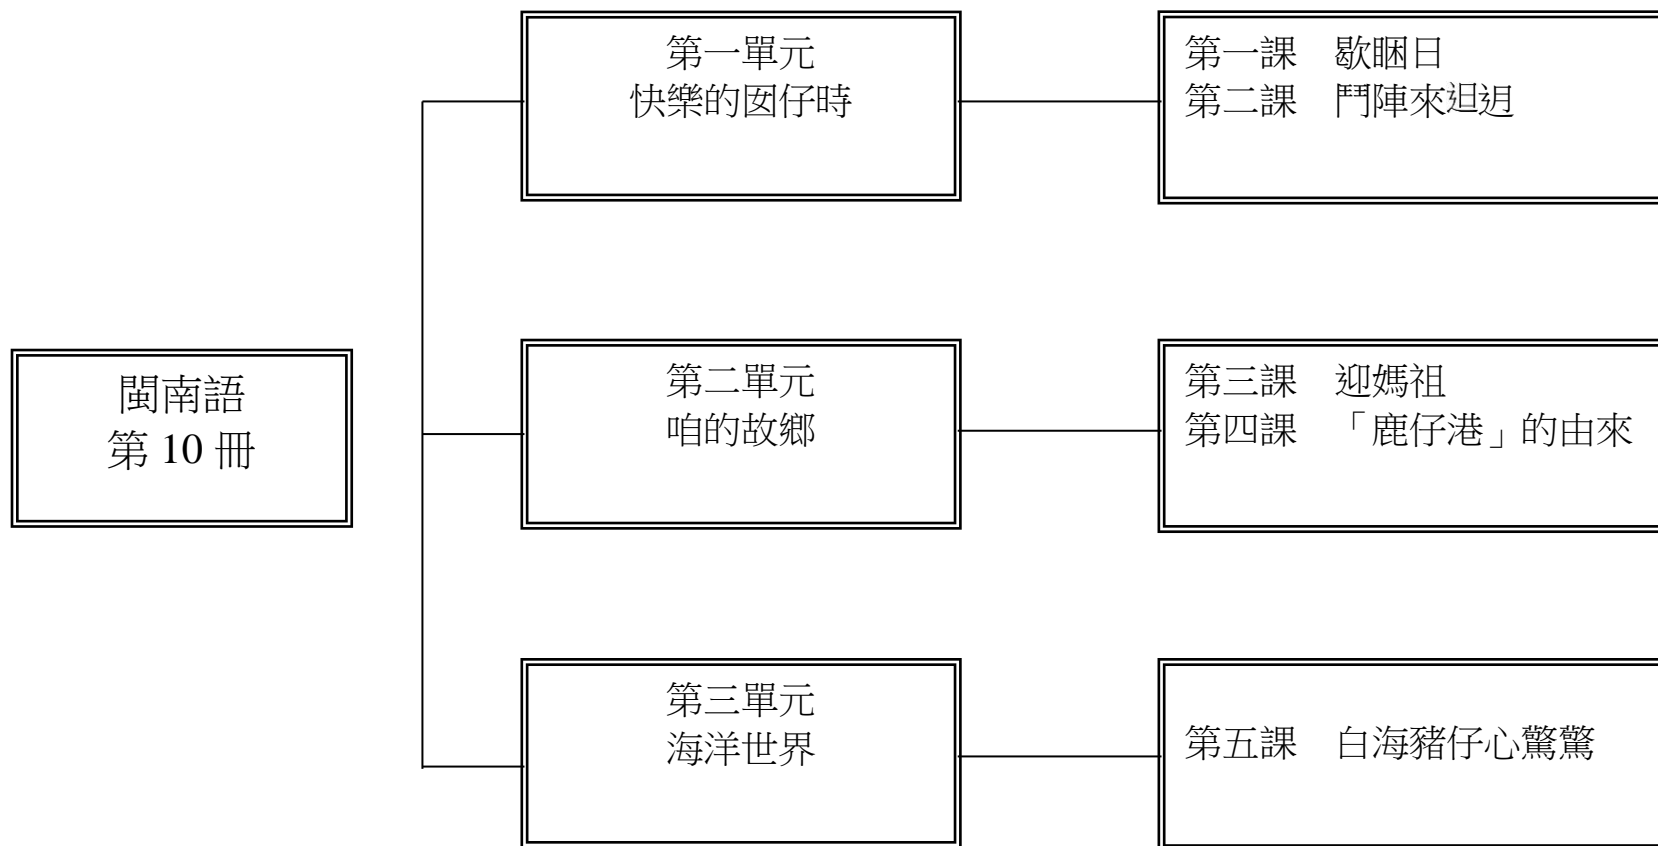 閩南語
第 10 冊
第一單元
快樂的囡仔時
第一課　歇睏日
第二課　鬥陣來𨑨迌
第二單元
咱的故鄉
第三課　迎媽祖
第四課　「鹿仔港」的由來
第三單元
海洋世界
第五課　白海豬仔心驚驚